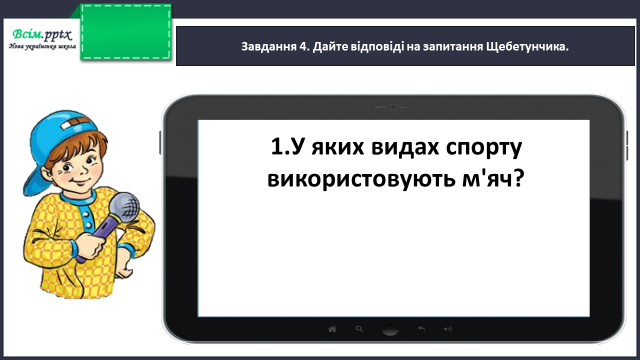 Всім.pptx
Нова українська школа
Завдання 4. Дайте відповіді на запитання Щебетунчика.
1.У яких видах спорту
використовують м'яч?